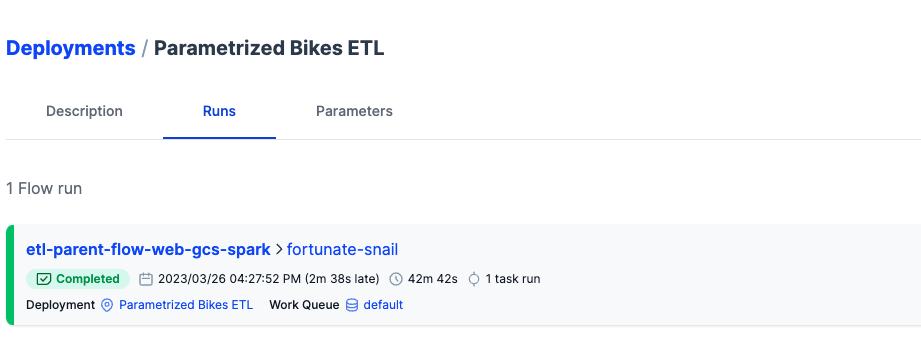 Deployments / Parametrized Bikes ETL
Description Runs Parameters
1 Flow run
etl-parent-flow-web-gcs-spark > fortunate-snail
Completed 2023/03/26 04:27:52 PM (2m 38s late) 42m 42s 1 task run
Deployment Parametrized Bikes ETL Work Queue default